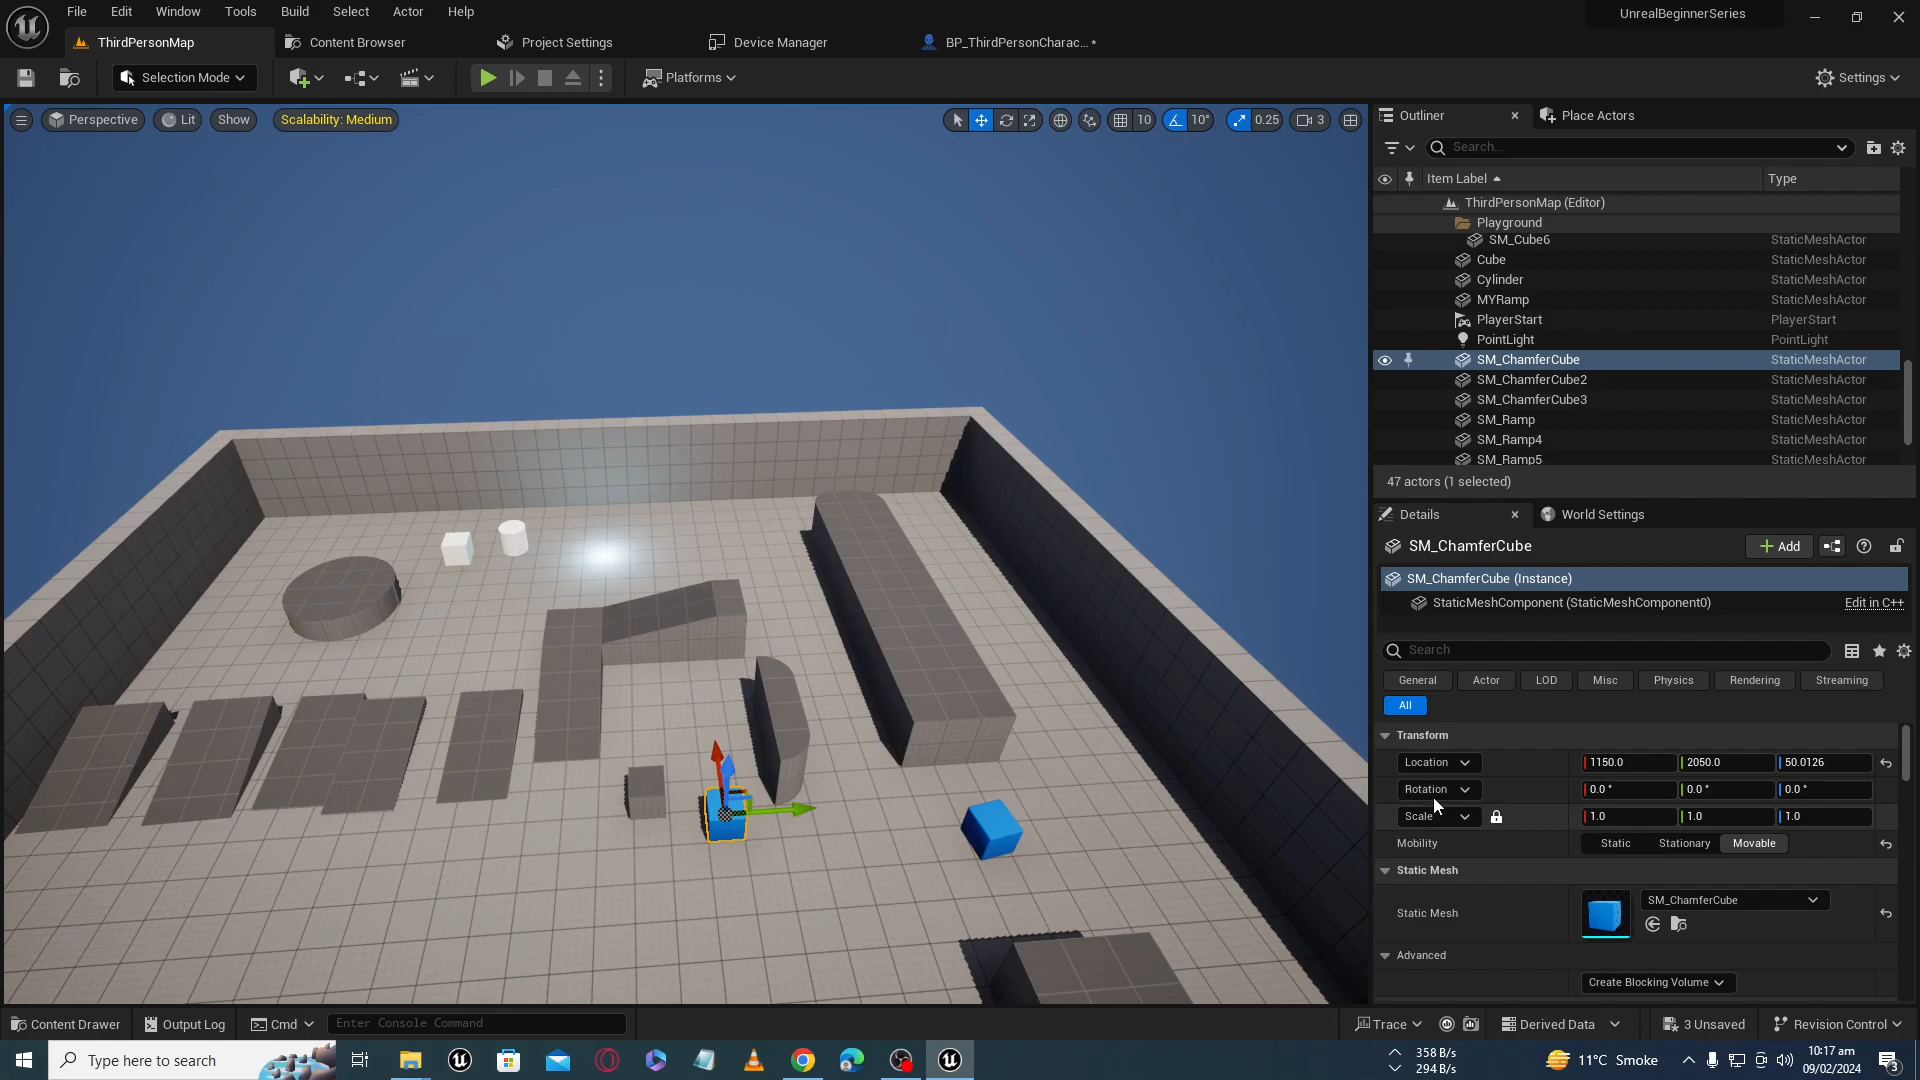 File Edit Window Tools Build Select Actor Help
UnrealBeginnerSeries
ThirdPersonMap
Content Browser
Project Settings
Device Manager
BP_ThirdPersonCharac... *
Selection Mode
Platforms
Settings
Perspective
Lit
Show
Scalability: Medium
10
10°
0.25
3
Outliner
Place Actors
Search...
Item Label
Type
ThirdPersonMap (Editor)
Playground
SM_Cube6 StaticMeshActor
Cube StaticMeshActor
Cylinder StaticMeshActor
MYRamp StaticMeshActor
PlayerStart PlayerStart
PointLight PointLight
SM_ChamferCube StaticMeshActor
SM_ChamferCube2 StaticMeshActor
SM_ChamferCube3 StaticMeshActor
SM_Ramp StaticMeshActor
SM_Ramp4 StaticMeshActor
SM_Ramp5 StaticMeshActor
47 actors (1 selected)
Details
World Settings
SM_ChamferCube
Add
SM_ChamferCube (Instance)
StaticMeshComponent (StaticMeshComponent0)
Edit in C++
Search
General Actor LOD Misc Physics Rendering Streaming
All
Transform
Location 1150.0 2050.0 50.0126
Rotation 0.0 ° 0.0 ° 0.0 °
Scale 1.0 1.0 1.0
Mobility Static Stationary Movable
Static Mesh
Static Mesh
SM_ChamferCube
Advanced
Create Blocking Volume
Content Drawer
Output Log
Cmd
Enter Console Command
Trace
Derived Data
3 Unsaved
Revision Control
Type here to search
358 B/s
294 B/s
11°C Smoke
10:17 am
09/02/2024
3